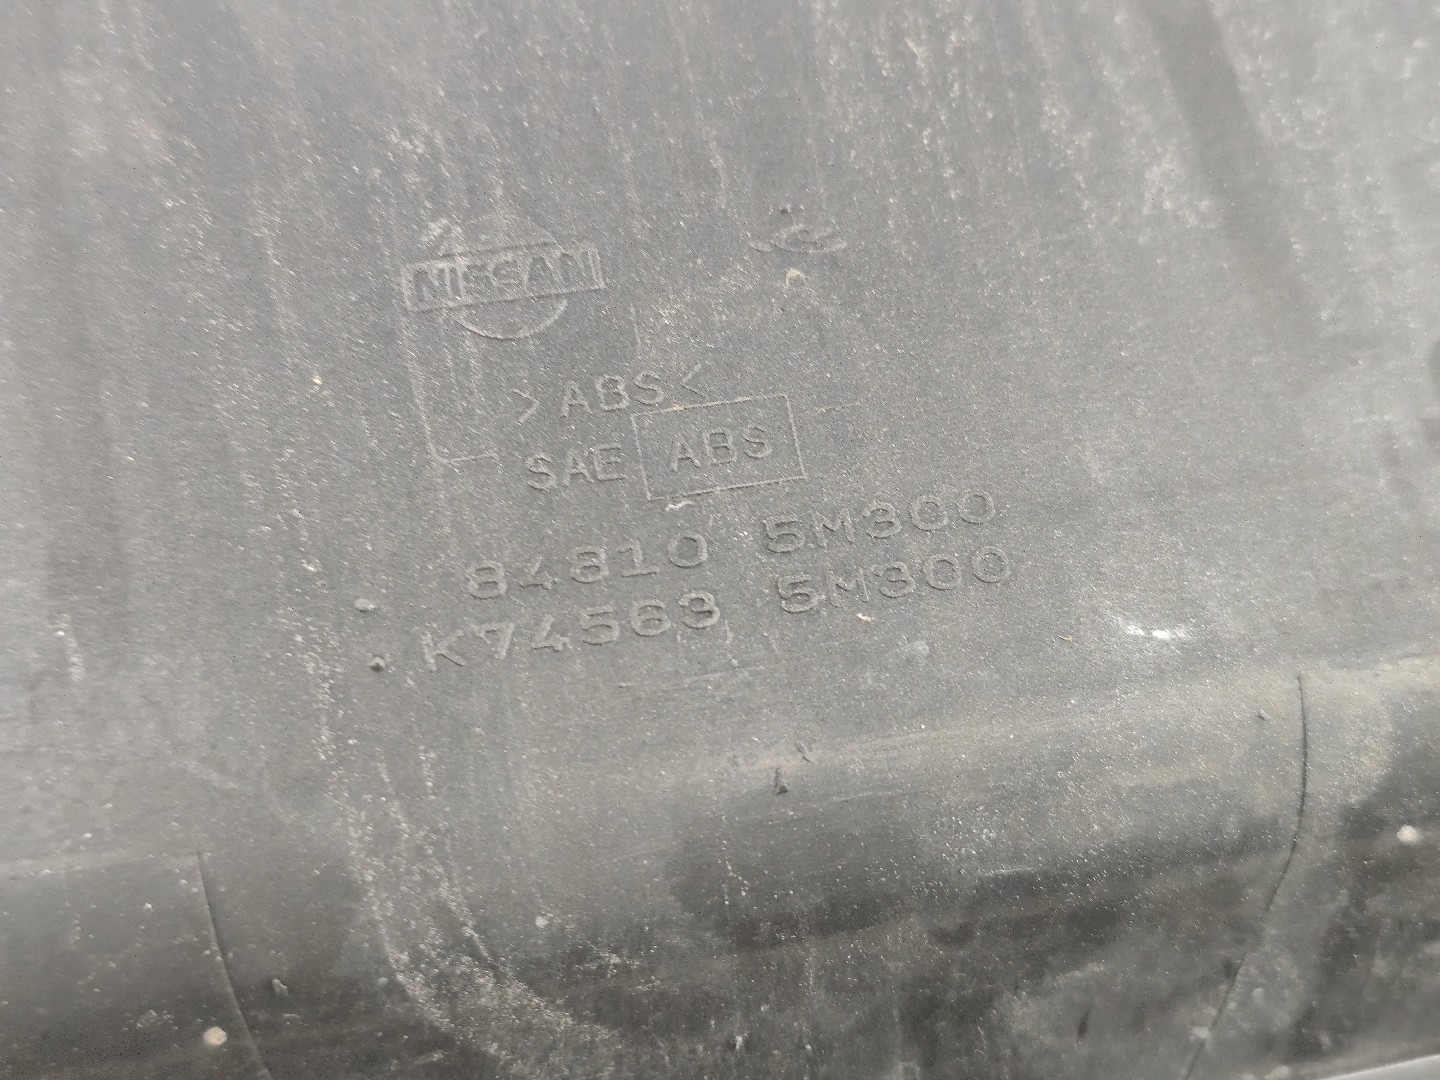 NISSAN
>ABS<
SAE ABS
84810 5M300
K74563 5M300